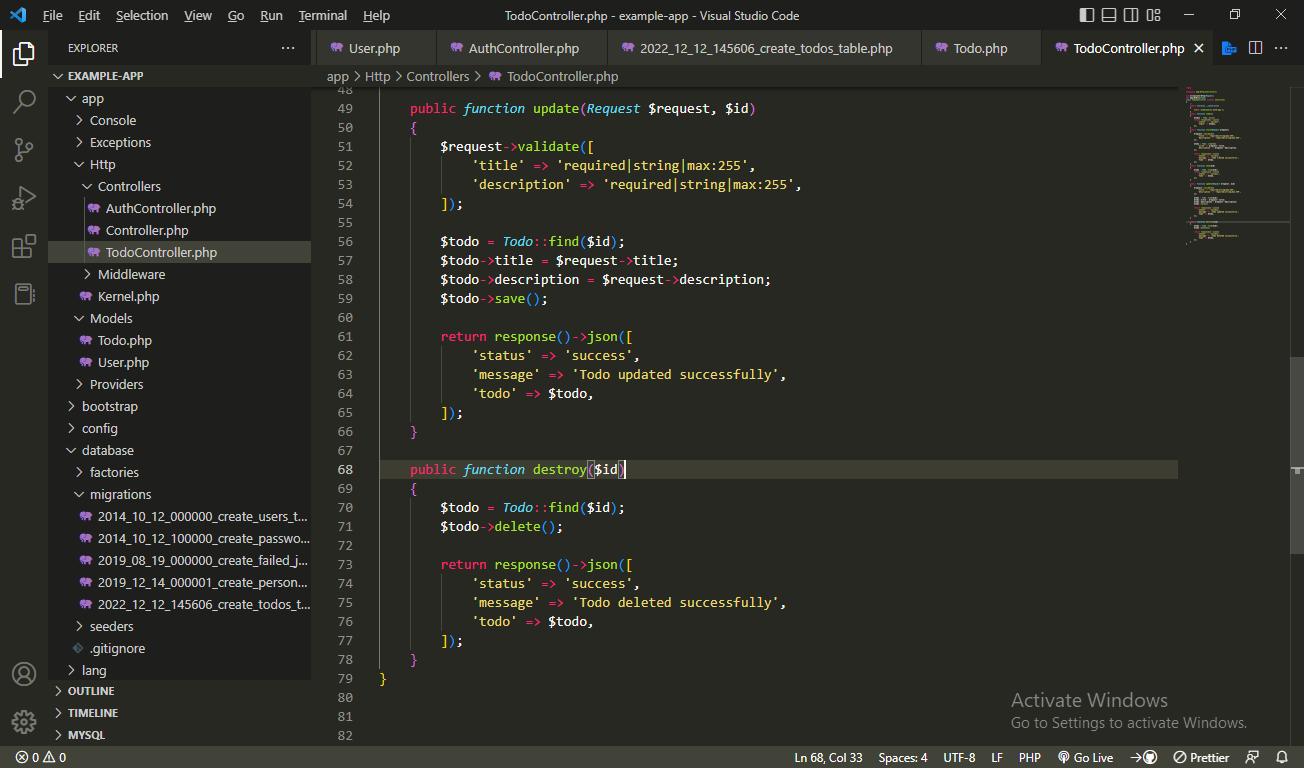 File Edit Selection View Go Run Terminal Help TodoController.php - example-app - Visual Studio Code
EXPLORER
User.php AuthController.php 2022_12_12_145606_create_todos_table.php Todo.php TodoController.php
EXAMPLE-APP
app > Http > Controllers > TodoController.php
app
Console
Exceptions
Http
Controllers
AuthController.php
Controller.php
TodoController.php
Middleware
Kernel.php
Models
Todo.php
User.php
Providers
bootstrap
config
database
factories
migrations
2014_10_12_000000_create_users_t...
2014_10_12_100000_create_passwo...
2019_08_19_000000_create_failed_j...
2019_12_14_000001_create_person...
2022_12_12_145606_create_todos_t...
seeders
.gitignore
lang
OUTLINE
TIMELINE
MYSQL
48
49 public function update(Request $request, $id)
50 {
51 $request->validate([
52 'title' => 'required|string|max:255',
53 'description' => 'required|string|max:255',
54 ]);
55
56 $todo = Todo::find($id);
57 $todo->title = $request->title;
58 $todo->description = $request->description;
59 $todo->save();
60
61 return response()->json([
62 'status' => 'success',
63 'message' => 'Todo updated successfully',
64 'todo' => $todo,
65 ]);
66 }
67
68 public function destroy($id)
69 {
70 $todo = Todo::find($id);
71 $todo->delete();
72
73 return response()->json([
74 'status' => 'success',
75 'message' => 'Todo deleted successfully',
76 'todo' => $todo,
77 ]);
78 }
79 }
80
81
82
Activate Windows
Go to Settings to activate Windows.
0 0 Ln 68, Col 33 Spaces: 4 UTF-8 LF PHP Go Live Prettier